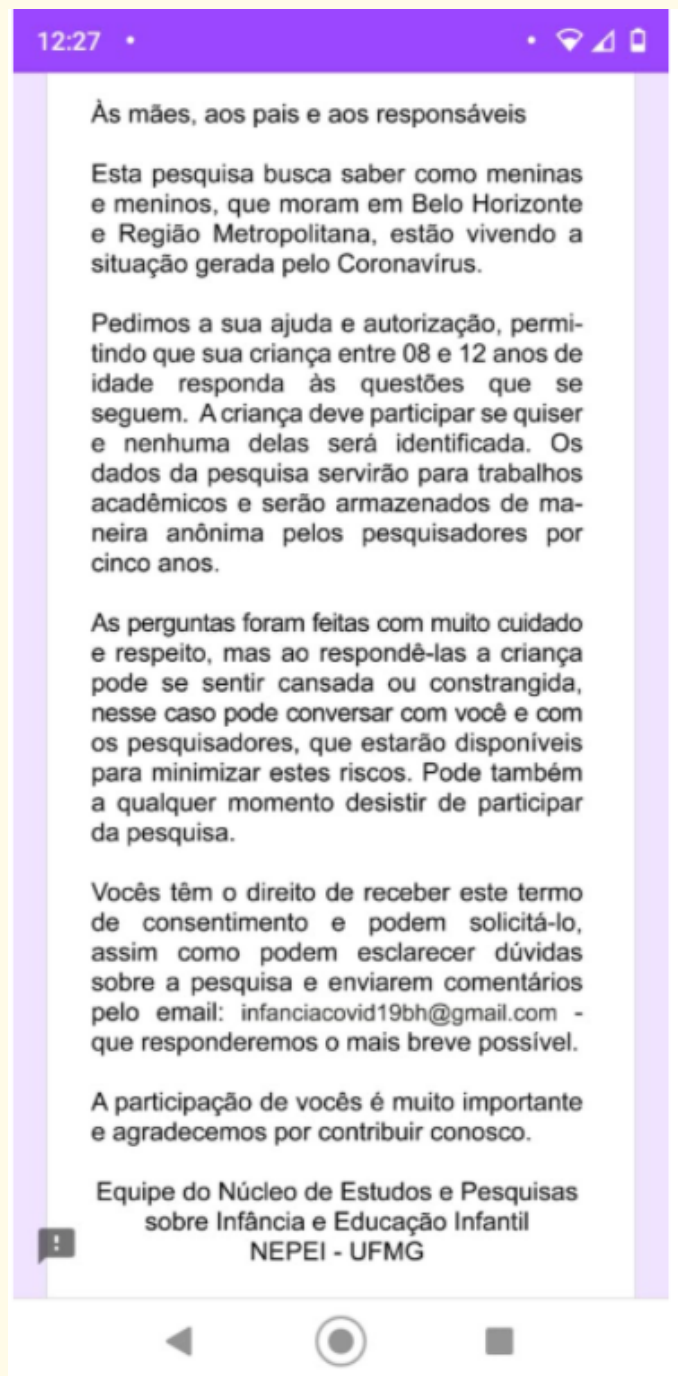 12:27
Às mães, aos pais e aos responsáveis
Esta pesquisa busca saber como meninas
e meninos, que moram em Belo Horizonte
e Região Metropolitana, estão vivendo a
situação gerada pelo Coronavírus.
Pedimos a sua ajuda e autorização, permi-
tindo que sua criança entre 08 e 12 anos de
idade responda às questões que se
seguem. A criança deve participar se quiser
e nenhuma delas será identificada. Os
dados da pesquisa servirão para trabalhos
acadêmicos e serão armazenados de ma-
neira anônima pelos pesquisadores por
cinco anos.
As perguntas foram feitas com muito cuidado
e respeito, mas ao respondê-las a criança
pode se sentir cansada ou constrangida,
nesse caso pode conversar com você e com
os pesquisadores, que estarão disponíveis
para minimizar estes riscos. Pode também
a qualquer momento desistir de participar
da pesquisa.
Vocês têm o direito de receber este termo
de consentimento e podem solicitá-lo,
assim como podem esclarecer dúvidas
sobre a pesquisa e enviarem comentários
pelo email: infanciacovid19bh@gmail.com -
que responderemos o mais breve possível.
A participação de vocês é muito importante
e agradecemos por contribuir conosco.
Equipe do Núcleo de Estudos e Pesquisas
sobre Infância e Educação Infantil
NEPEI - UFMG